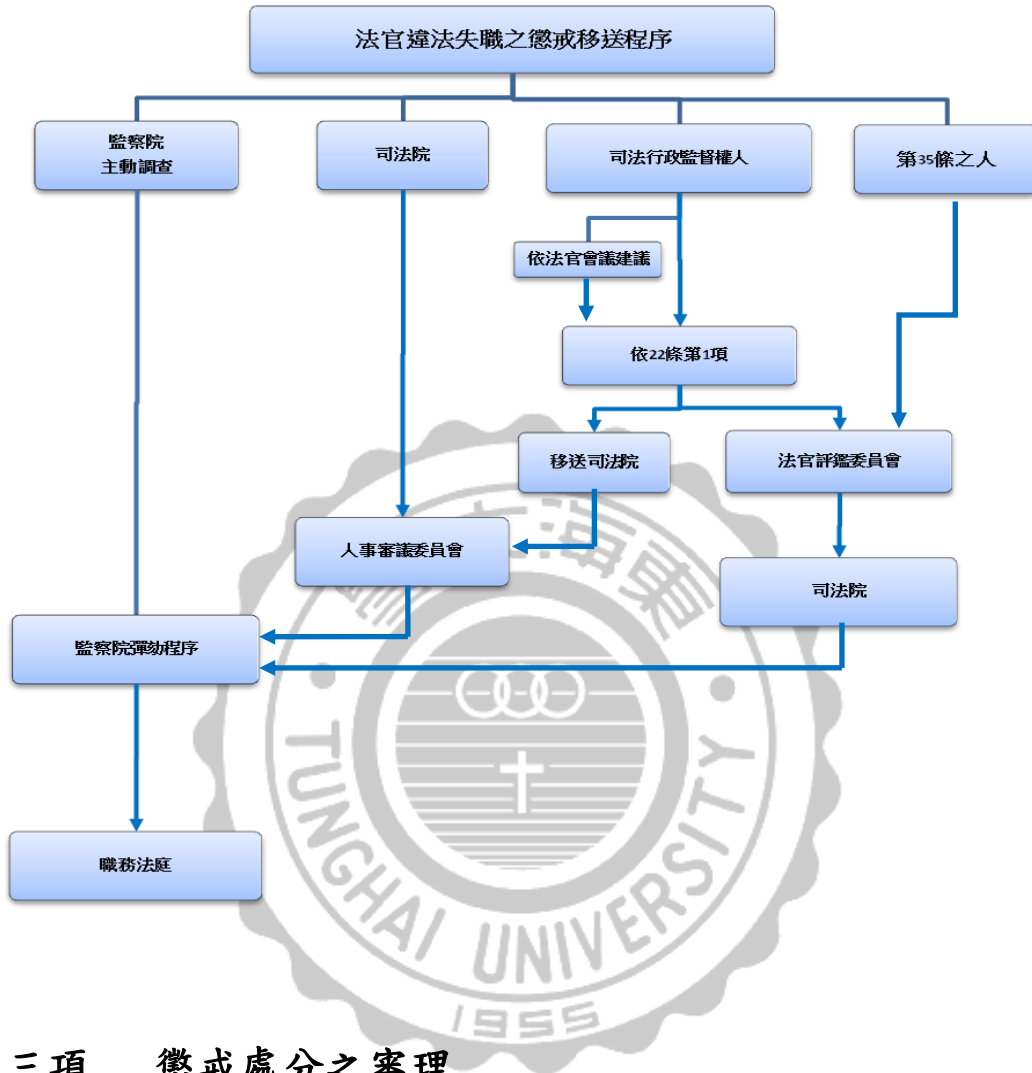 法官違法失職之懲戒移送程序
監察院
主動調查
司法院
司法行政監督權人
第35條之人
依法官會議建議
依22條第1項
移送司法院
法官評鑑委員會
人事審議委員會
司法院
監察院彈劾程序
職務法庭
東海大
TUNGHAI UNIVERSITY
1955
三項 懲戒處分之審理